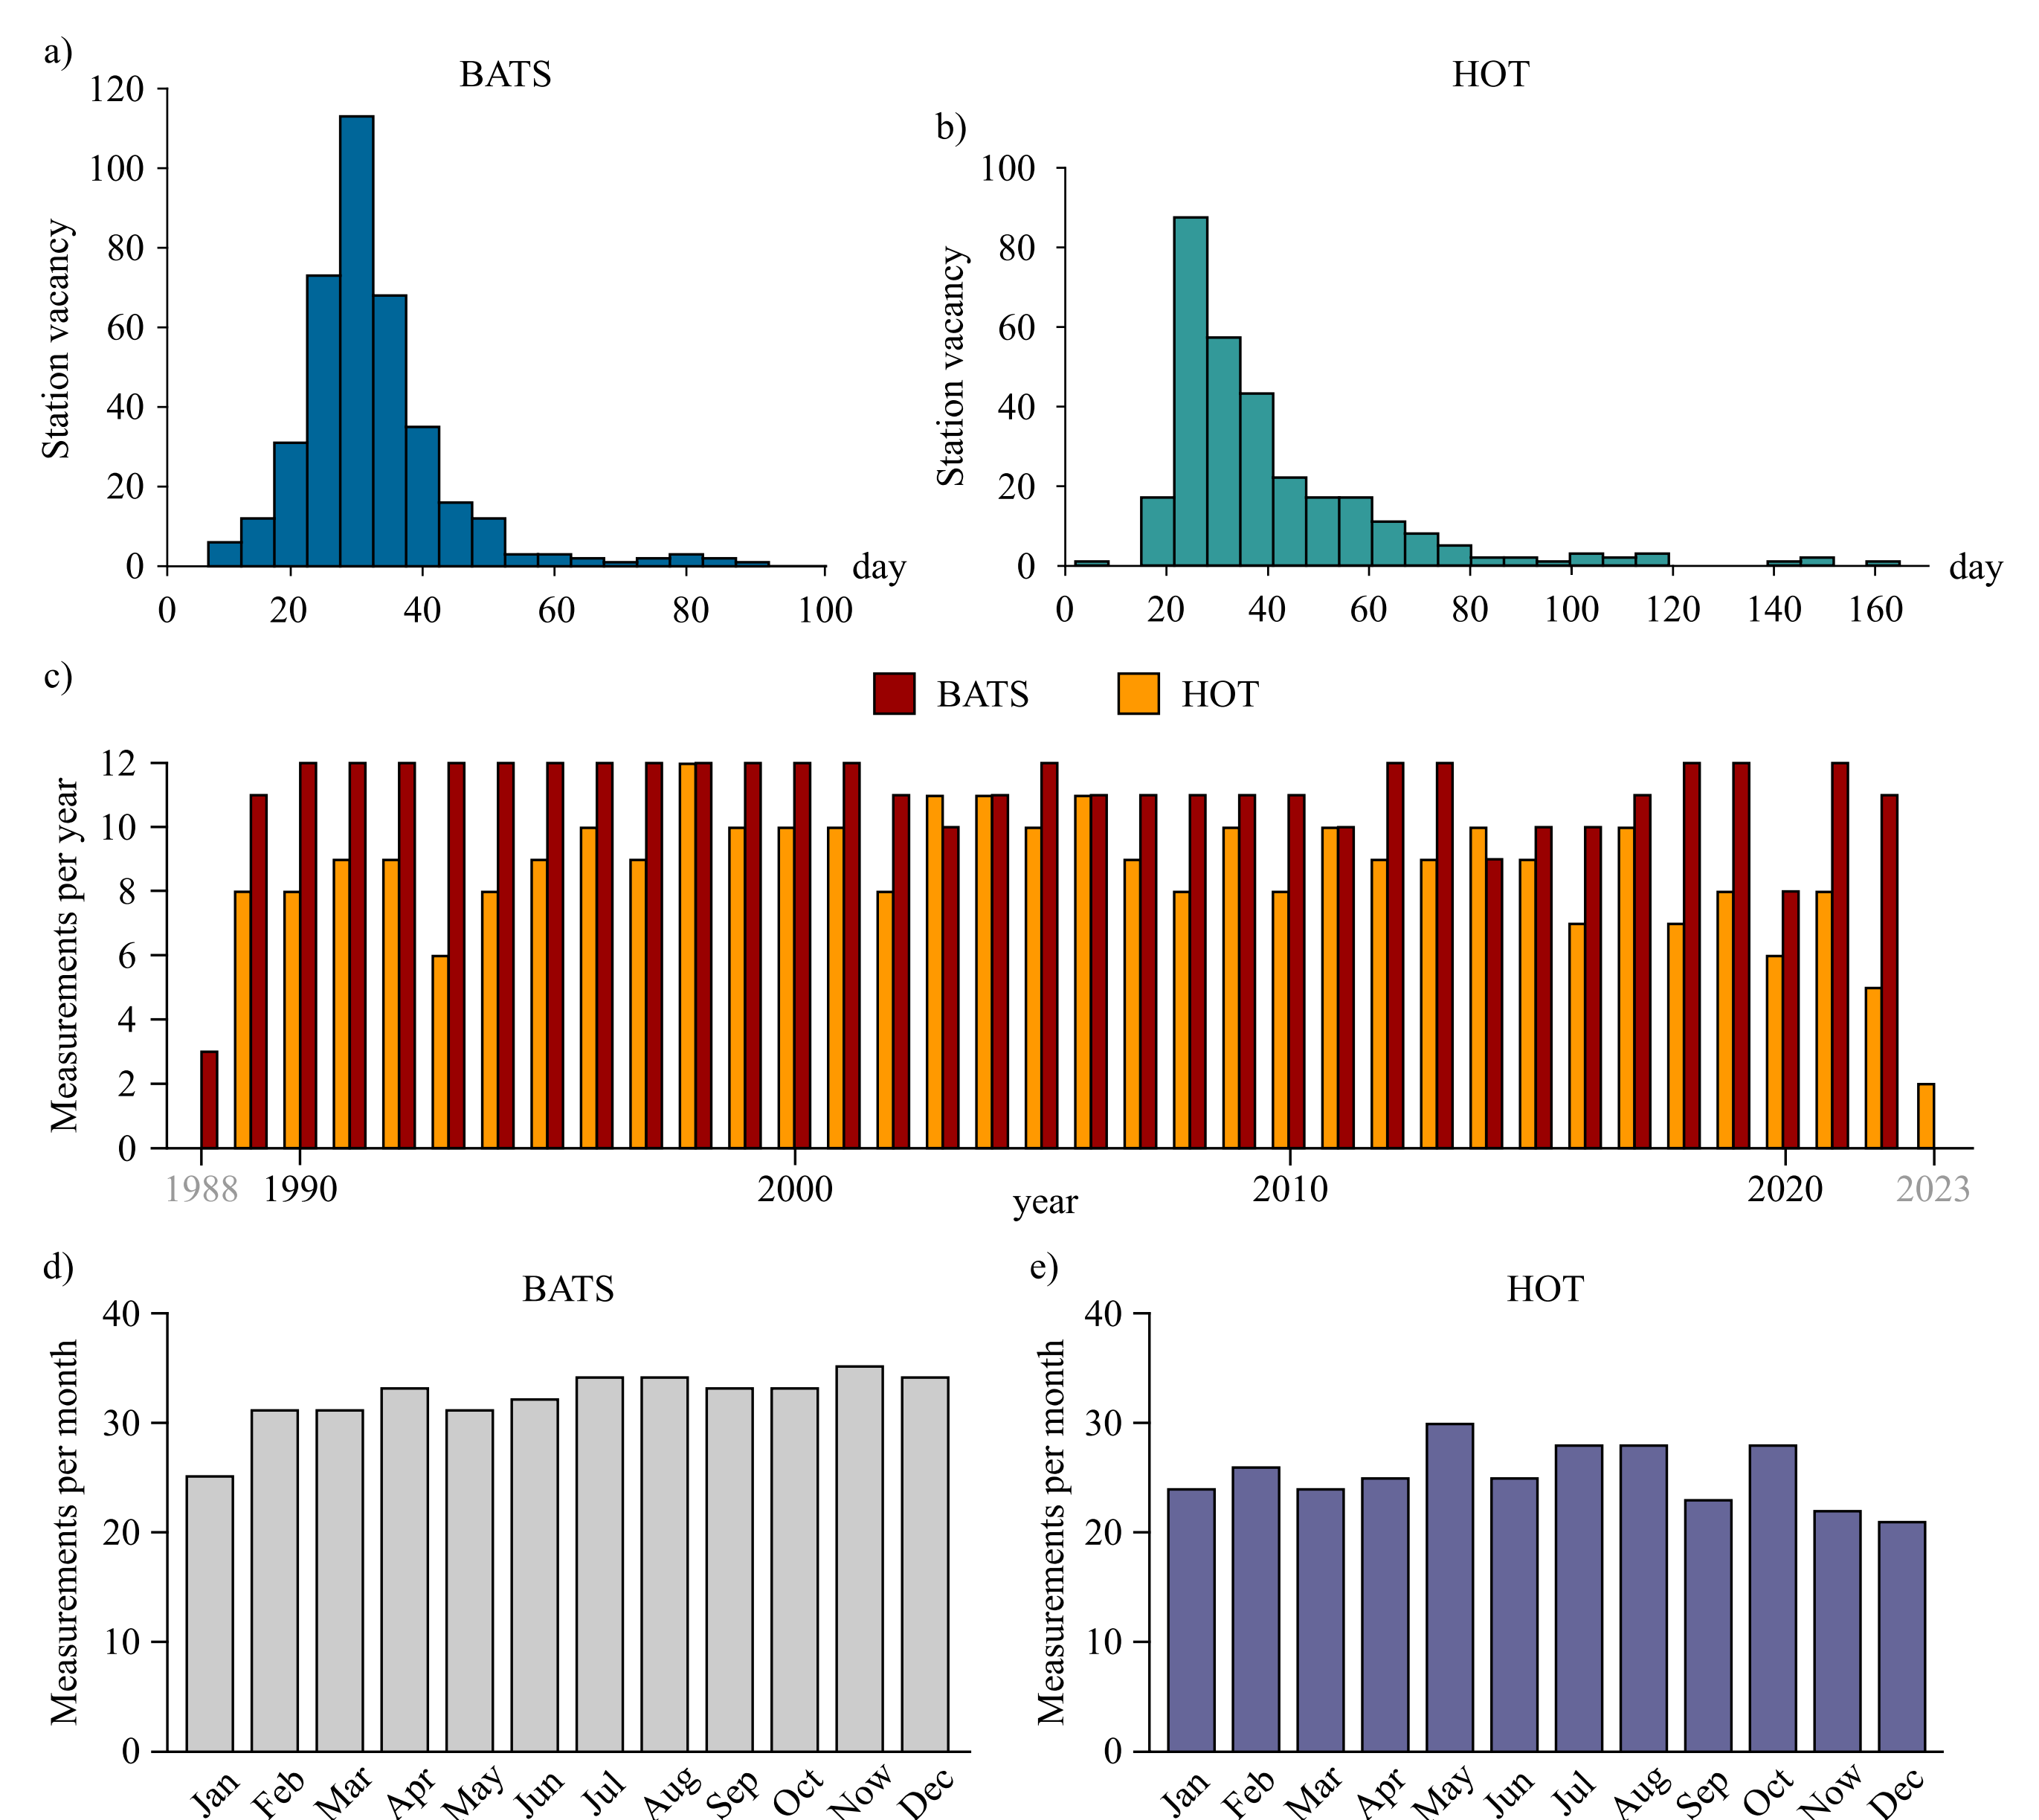 a)
BATS
120
100
80
60
40
20
0
Station vacancy
0 20 40 60 80 100
day
b)
HOT
100
80
60
40
20
0
Station vacancy
0 20 40 60 80 100 120 140 160
day
c)
BATS HOT
12
10
8
6
4
2
0
Measurements per year
1988 1990 2000 2010 2020 2023
year
d)
BATS
40
30
20
10
0
Measurements per month
Jan Feb Mar Apr May Jun Jul Aug Sep Oct Now Dec
e)
HOT
40
30
20
10
0
Measurements per month
Jan Feb Mar Apr May Jun Jul Aug Sep Oct Now Dec